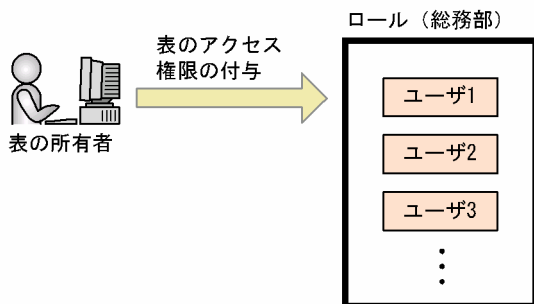 ロール（総務部）
表のアクセス
権限の付与
表の所有者
ユーザ1
ユーザ2
ユーザ3